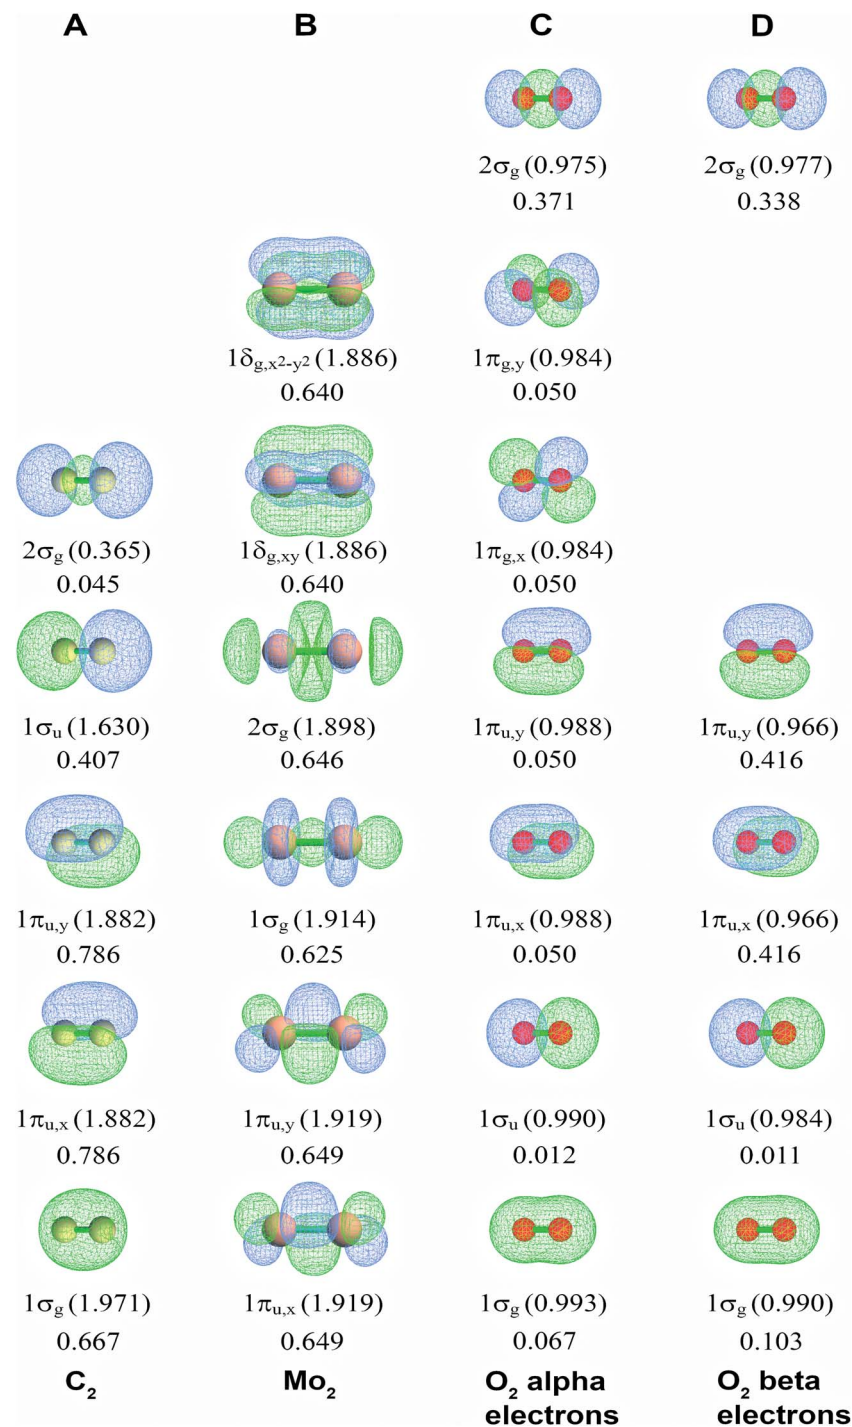 A B C D
2σg (0.975) 2σg (0.977)
0.371 0.338
1δg,x²-y² (1.886) 1πg,y (0.984)
0.640 0.050
2σg (0.365) 1δg,xy (1.886) 1πg,x (0.984)
0.045 0.640 0.050
1σu (1.630) 2σg (1.898) 1πu,y (0.988) 1πu,y (0.966)
0.407 0.646 0.050 0.416
1πu,y (1.882) 1σg (1.914) 1πu,x (0.988) 1πu,x (0.966)
0.786 0.625 0.050 0.416
1πu,x (1.882) 1πu,y (1.919) 1σu (0.990) 1σu (0.984)
0.786 0.649 0.012 0.011
1σg (1.971) 1πu,x (1.919) 1σg (0.993) 1σg (0.990)
0.667 0.649 0.067 0.103
C₂ Mo₂ O₂ alpha O₂ beta
electrons electrons